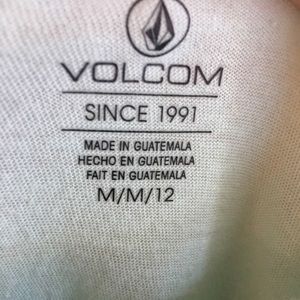 VOLCOM
SINCE 1991
MADE IN GUATEMALA
HECHO EN GUATEMALA
FAIT EN GUATEMALA
M/M/12